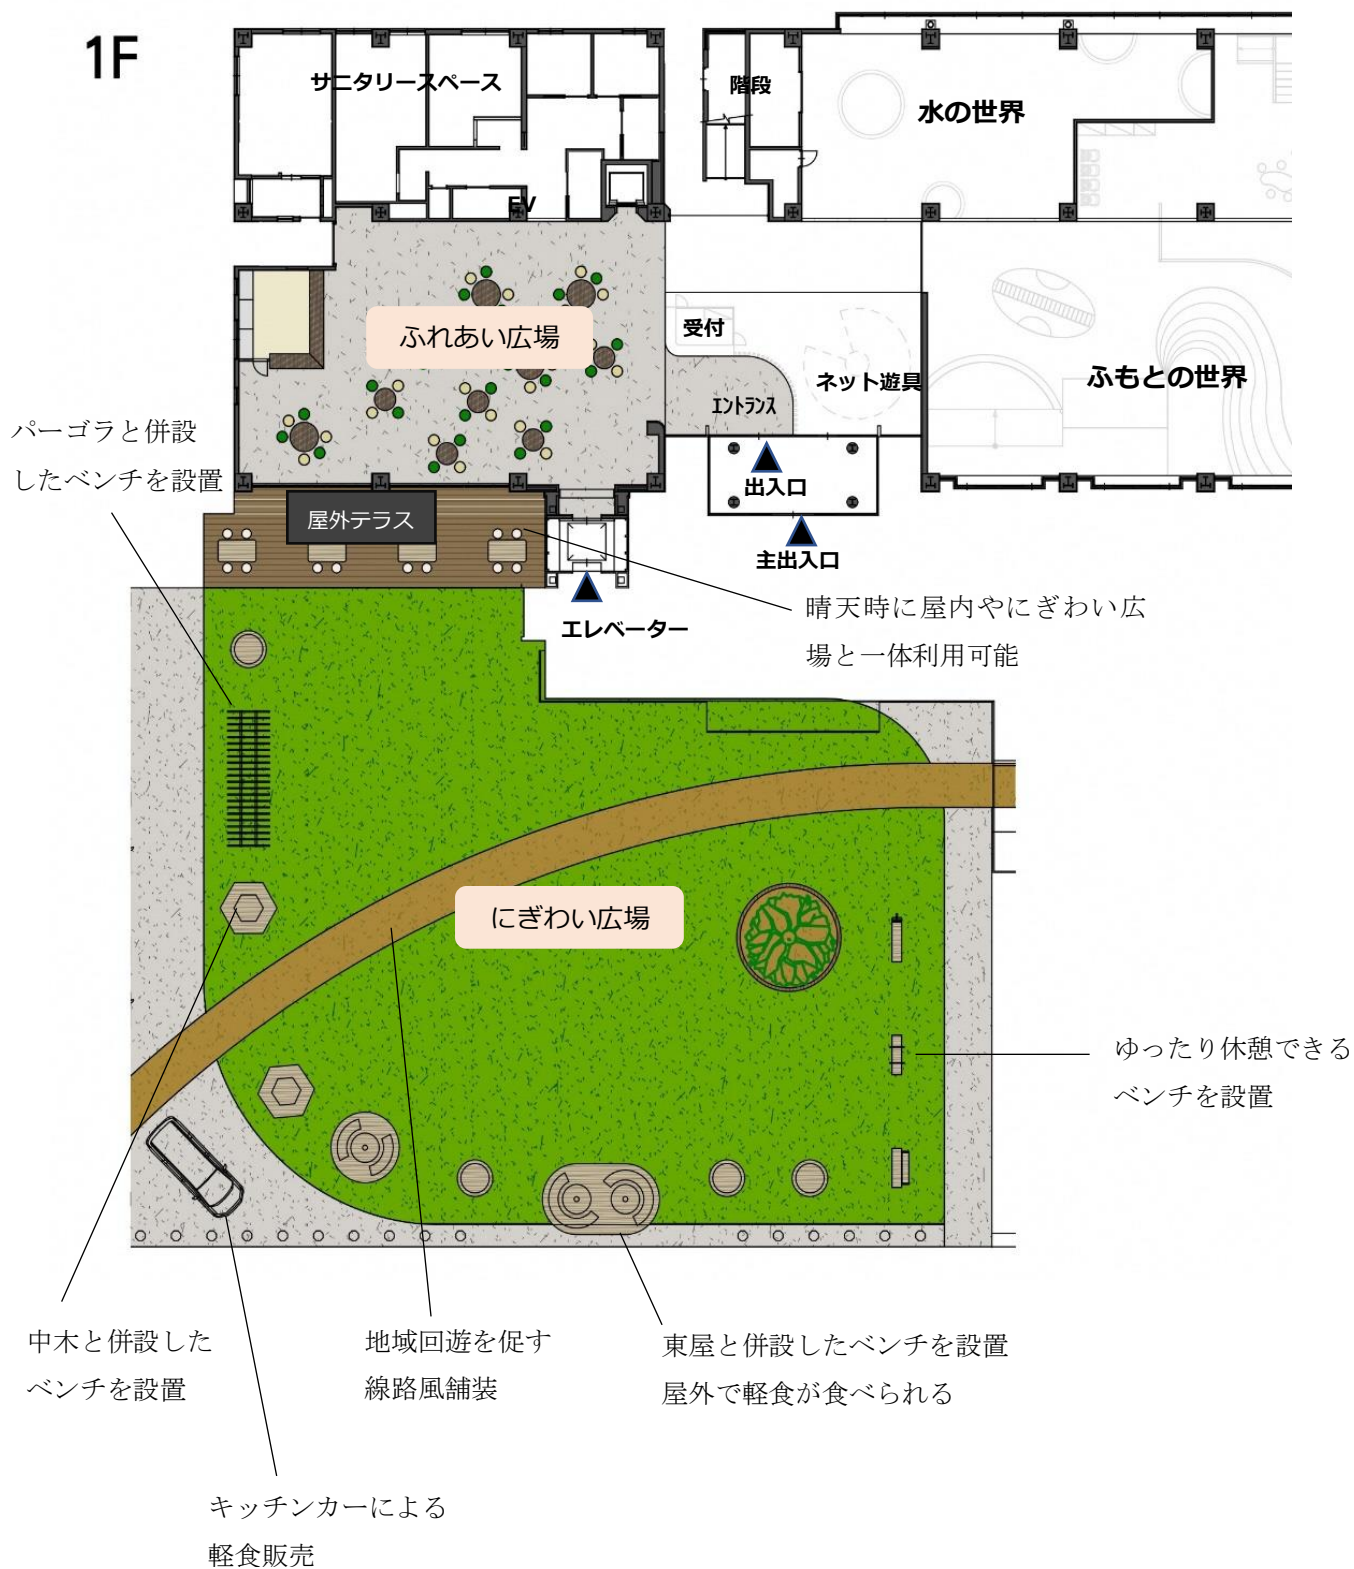 1F
サニタリースペース
階段
水の世界
EV
ふれあい広場
受付
ネット遊具
ふもとの世界
エントランス
パーゴラと併設
したベンチを設置
出入口
屋外テラス
主出入口
エレベーター
晴天時に屋内やにぎわい広
場と一体利用可能
にぎわい広場
ゆったり休憩できる
ベンチを設置
中木と併設した
ベンチを設置
地域回遊を促す
線路風舗装
東屋と併設したベンチを設置
屋外で軽食が食べられる
キッチンカーによる
軽食販売